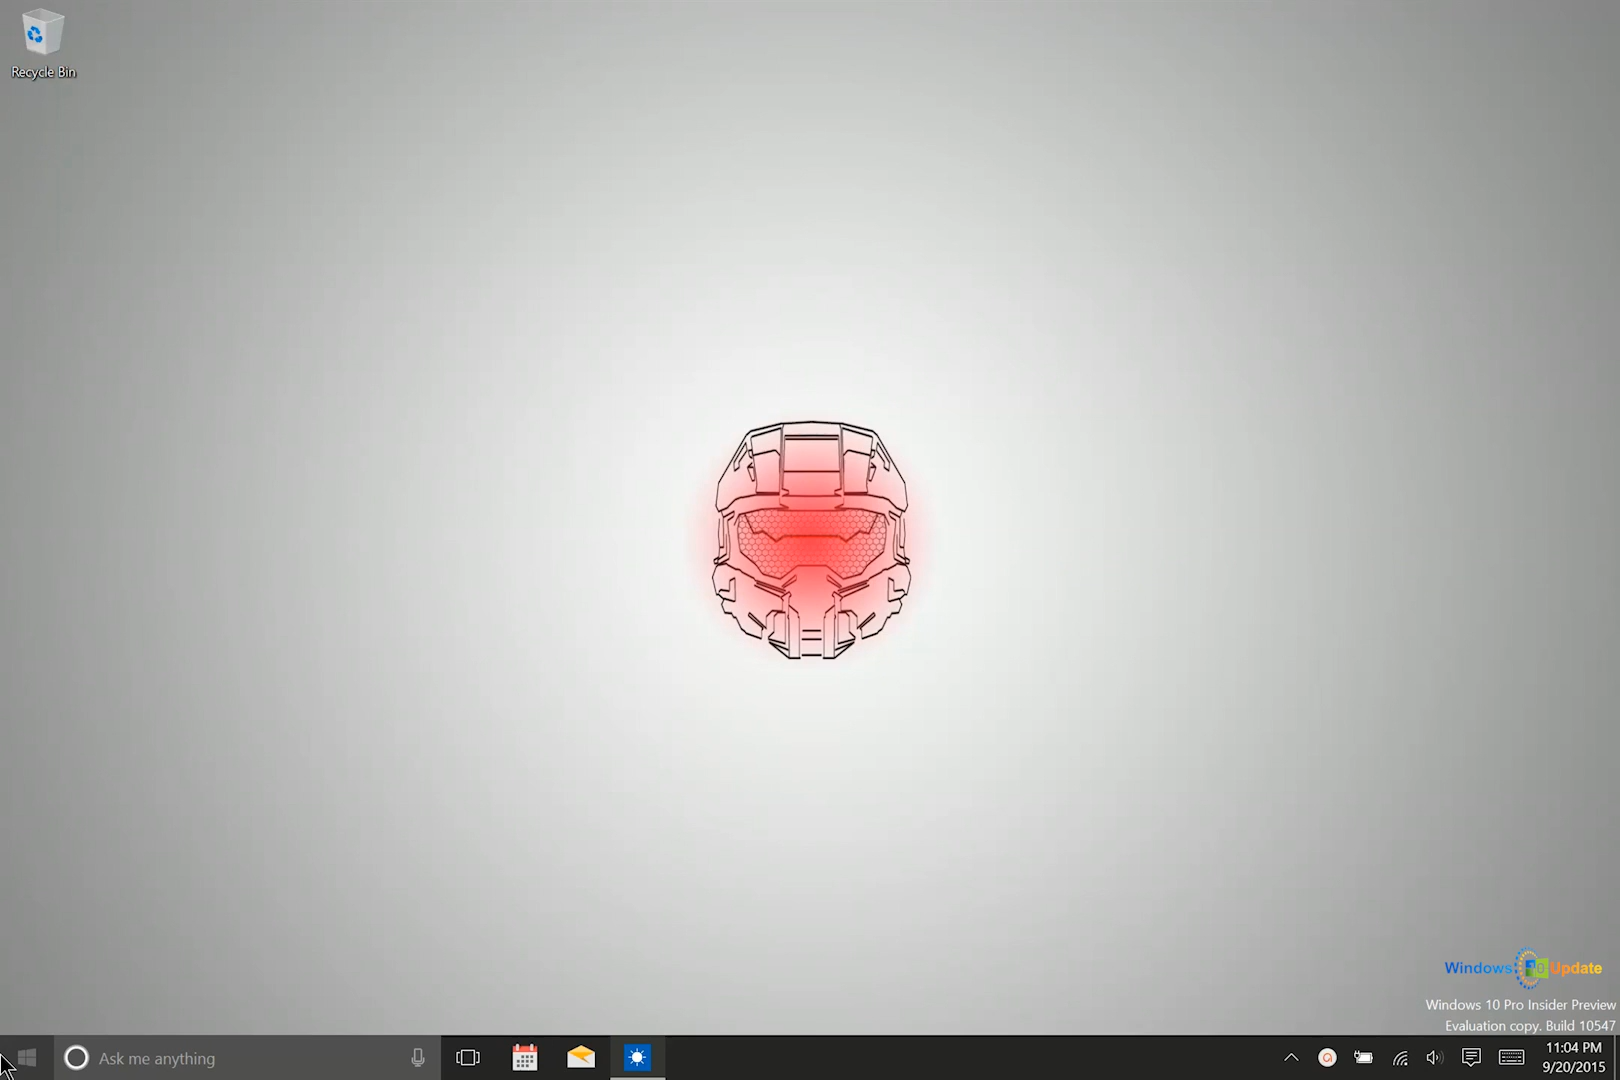 Recycle Bin
Windows 10 Update
Windows 10 Pro Insider Preview
Evaluation copy. Build 10547
Ask me anything
11:04 PM
9/20/2015